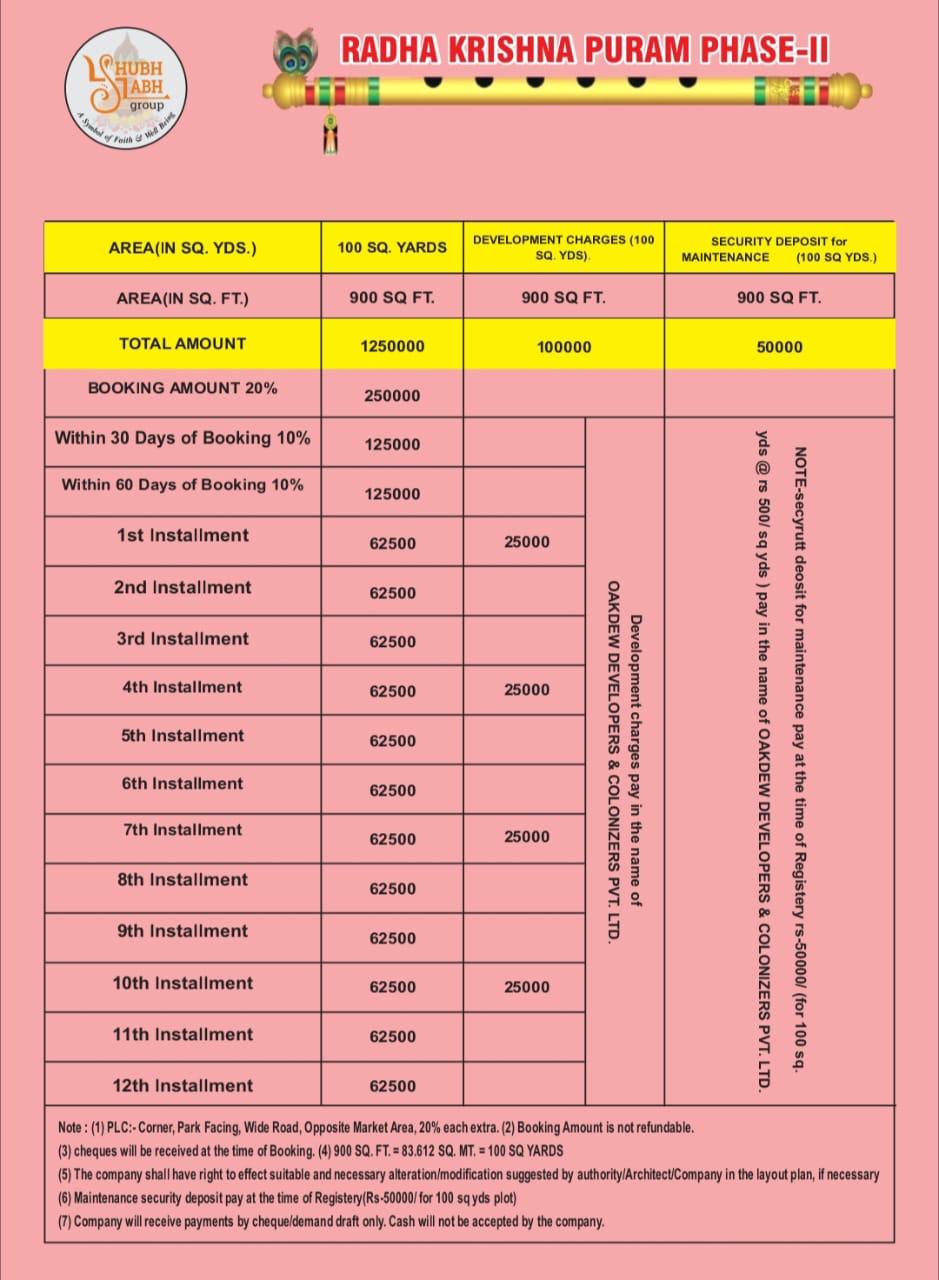 SHUBH
LABH
group
A Symbol of Faith & Well Being
RADHA KRISHNA PURAM PHASE-II
AREA(IN SQ. YDS.) 100 SQ. YARDS DEVELOPMENT CHARGES (100 SQ. YDS). SECURITY DEPOSIT for MAINTENANCE (100 SQ YDS.)
AREA(IN SQ. FT.) 900 SQ FT. 900 SQ FT. 900 SQ FT.
TOTAL AMOUNT 1250000 100000 50000
BOOKING AMOUNT 20% 250000
Within 30 Days of Booking 10% 125000
Within 60 Days of Booking 10% 125000
1st Installment 62500 25000
2nd Installment 62500
3rd Installment 62500
4th Installment 62500 25000
5th Installment 62500
6th Installment 62500
7th Installment 62500 25000
8th Installment 62500
9th Installment 62500
10th Installment 62500 25000
11th Installment 62500
12th Installment 62500
Development charges pay in the name of
OAKDEW DEVELOPERS & COLONIZERS PVT. LTD.
NOTE-secyrutt deosit for maintenance pay at the time of Registery rs-50000/ (for 100 sq.
yds @ rs 500/ sq yds ) pay in the name of OAKDEW DEVELOPERS & COLONIZERS PVT. LTD.
Note : (1) PLC:- Corner, Park Facing, Wide Road, Opposite Market Area, 20% each extra. (2) Booking Amount is not refundable.
(3) cheques will be received at the time of Booking. (4) 900 SQ. FT. = 83.612 SQ. MT. = 100 SQ YARDS
(5) The company shall have right to effect suitable and necessary alteration/modification suggested by authority/Architect/Company in the layout plan, if necessary
(6) Maintenance security deposit pay at the time of Registery(Rs-50000/ for 100 sq yds plot)
(7) Company will receive payments by cheque/demand draft only. Cash will not be accepted by the company.